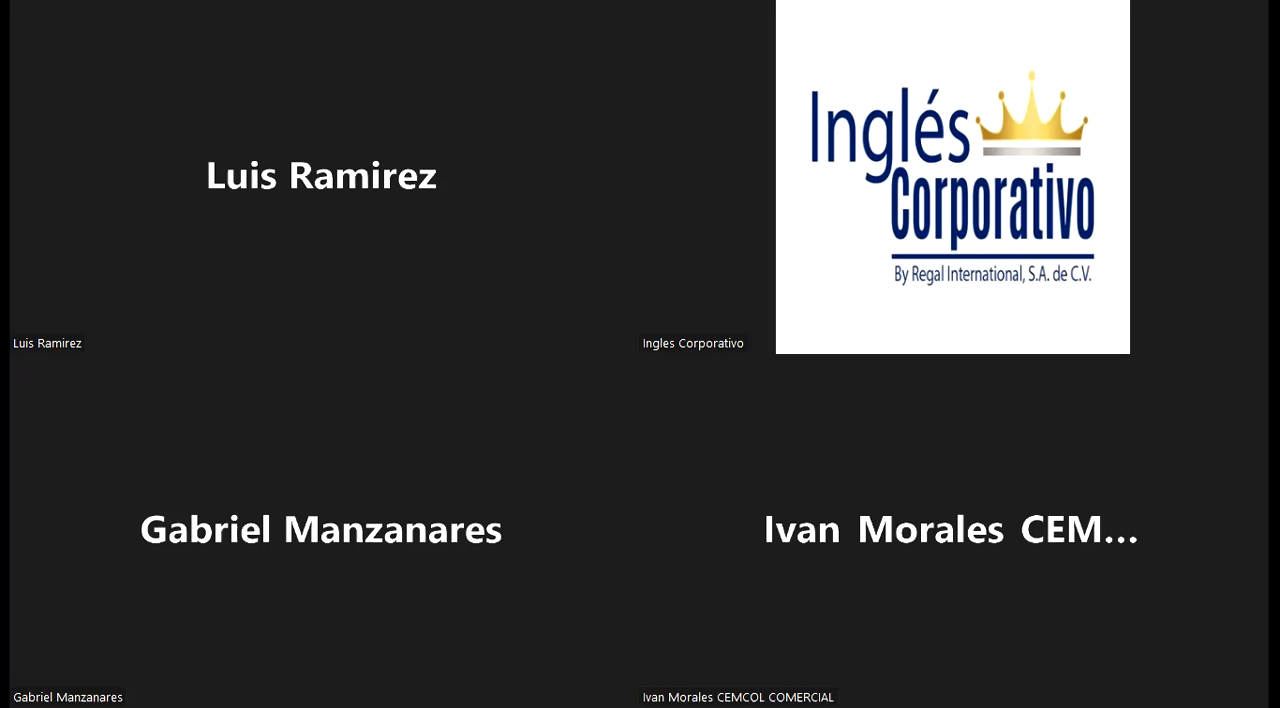 Luis Ramirez
Inglés
Corporativo
By Regal International, S.A. de C.V.
Luis Ramirez
Ingles Corporativo
Gabriel Manzanares
Ivan Morales CEM...
Gabriel Manzanares
Ivan Morales CEMCOL COMERCIAL